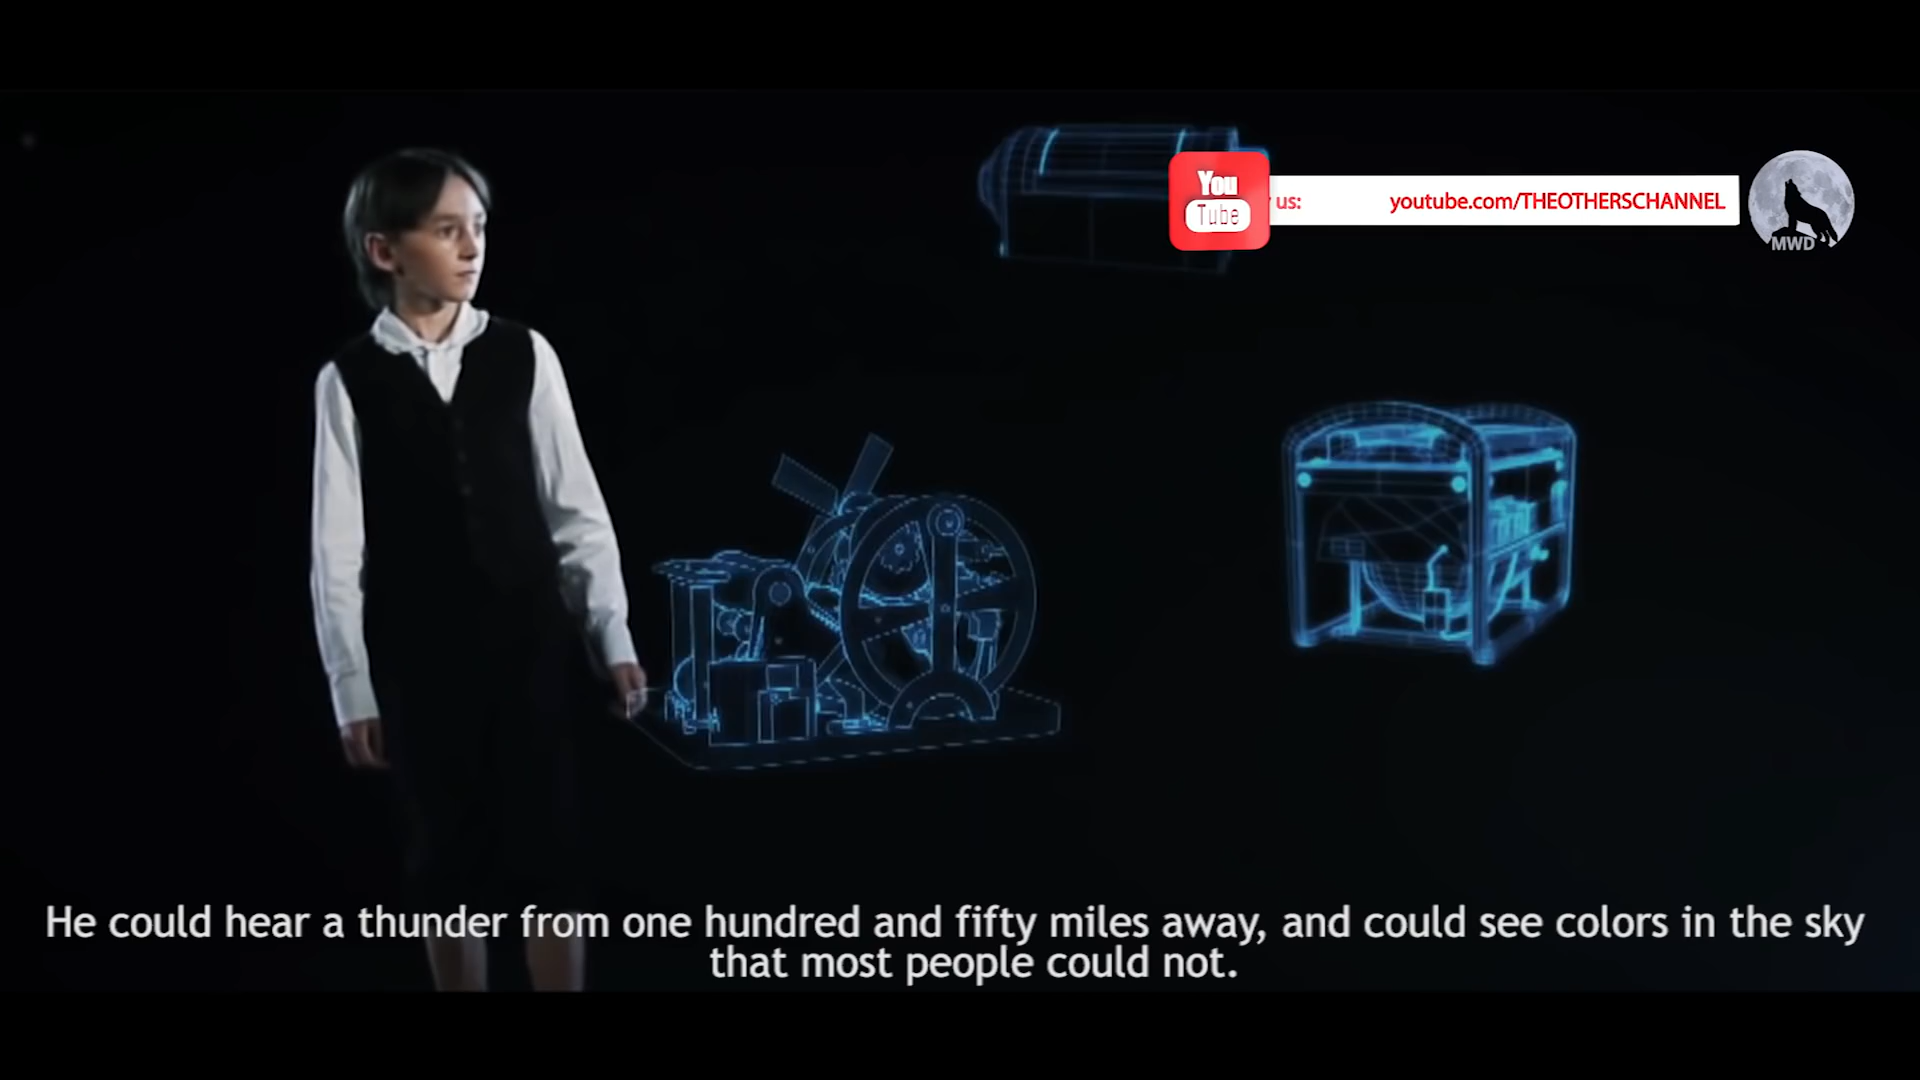 You
Tube
us:
youtube.com/THEOTHERSCHANNEL
MWD
He could hear a thunder from one hundred and fifty miles away, and could see colors in the sky
that most people could not.